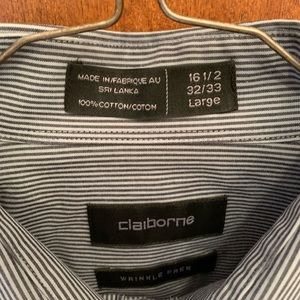 MADE IN/FABRIQUE AU
SRI LANKA
100% COTTON/COTON
16 1/2
32/33
Large
claiborne
WRINKLE FREE